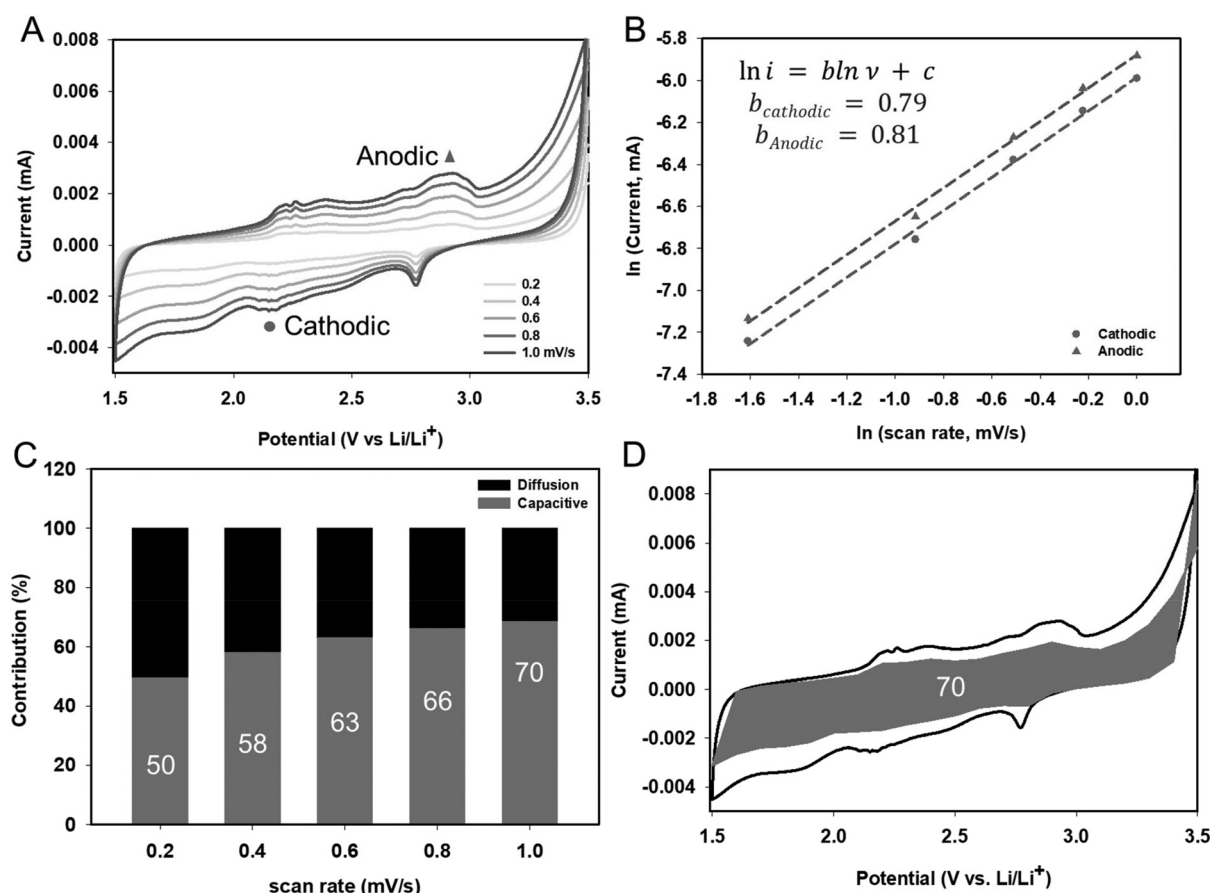 A
0.008
0.006
0.004
0.002
0.000
-0.002
-0.004
Current (mA)
Anodic
Cathodic
0.2
0.4
0.6
0.8
1.0 mV/s
1.5 2.0 2.5 3.0 3.5
Potential (V vs Li/Li⁺)
B
-5.8
-6.0
-6.2
-6.4
-6.6
-6.8
-7.0
-7.2
-7.4
ln (Current, mA)
ln i = bln ν + c
b_cathodic = 0.79
b_Anodic = 0.81
Cathodic
Anodic
-1.8 -1.6 -1.4 -1.2 -1.0 -0.8 -0.6 -0.4 -0.2 0.0
ln (scan rate, mV/s)
C
120
100
80
60
40
20
0
Contribution (%)
Diffusion
Capacitive
50 58 63 66 70
0.2 0.4 0.6 0.8 1.0
scan rate (mV/s)
D
0.008
0.006
0.004
0.002
0.000
-0.002
-0.004
Current (mA)
70
1.5 2.0 2.5 3.0 3.5
Potential (V vs. Li/Li⁺)